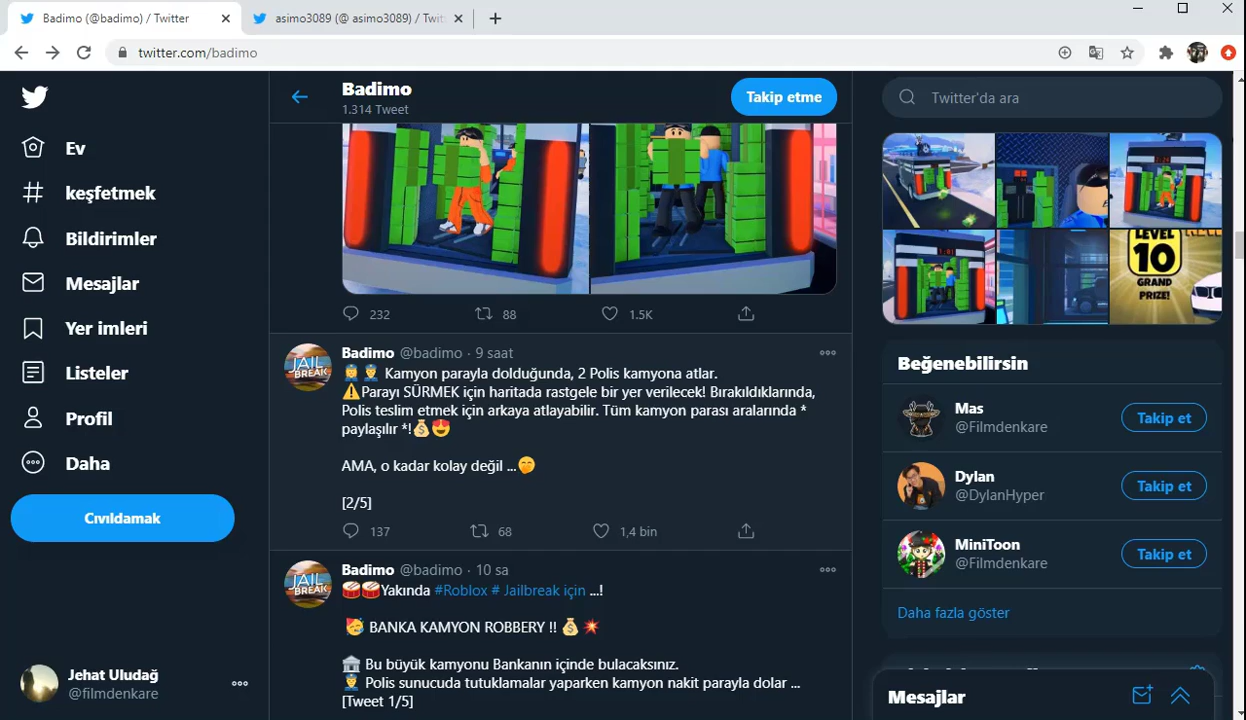 Badimo (@badimo) / Twitter
asimo3089 (@ asimo3089) / Twit
twitter.com/badimo
Badimo
1.314 Tweet
Takip etme
Twitter'da ara
Ev
keşfetmek
Bildirimler
Mesajlar
Yer imleri
Listeler
Profil
Daha
Cıvıldamak
232
88
1.5K
Badimo @badimo · 9 saat
👮👮 Kamyon parayla dolduğunda, 2 Polis kamyona atlar.
⚠️Parayı SÜRMEK için haritada rastgele bir yer verilecek! Bırakıldıklarında,
Polis teslim etmek için arkaya atlayabilir. Tüm kamyon parası aralarında *
paylaşılır *!💰😍
AMA, o kadar kolay değil ...🤭
[2/5]
137
68
1,4 bin
JAIL
BREAK
Badimo @badimo · 10 sa
🥁🥁Yakında #Roblox # Jailbreak için ...!
🥳 BANKA KAMYON ROBBERY !! 💰💥
🏛️ Bu büyük kamyonu Bankanın içinde bulacaksınız.
👮 Polis sunucuda tutuklamalar yaparken kamyon nakit parayla dolar ...
[Tweet 1/5]
JAIL
BREAK
LEVEL
10
GRAND
PRIZE!
Beğenebilirsin
Mas
@Filmdenkare
Takip et
Dylan
@DylanHyper
Takip et
MiniToon
@Filmdenkare
Takip et
Daha fazla göster
Mesajlar
Jehat Uludağ
@filmdenkare